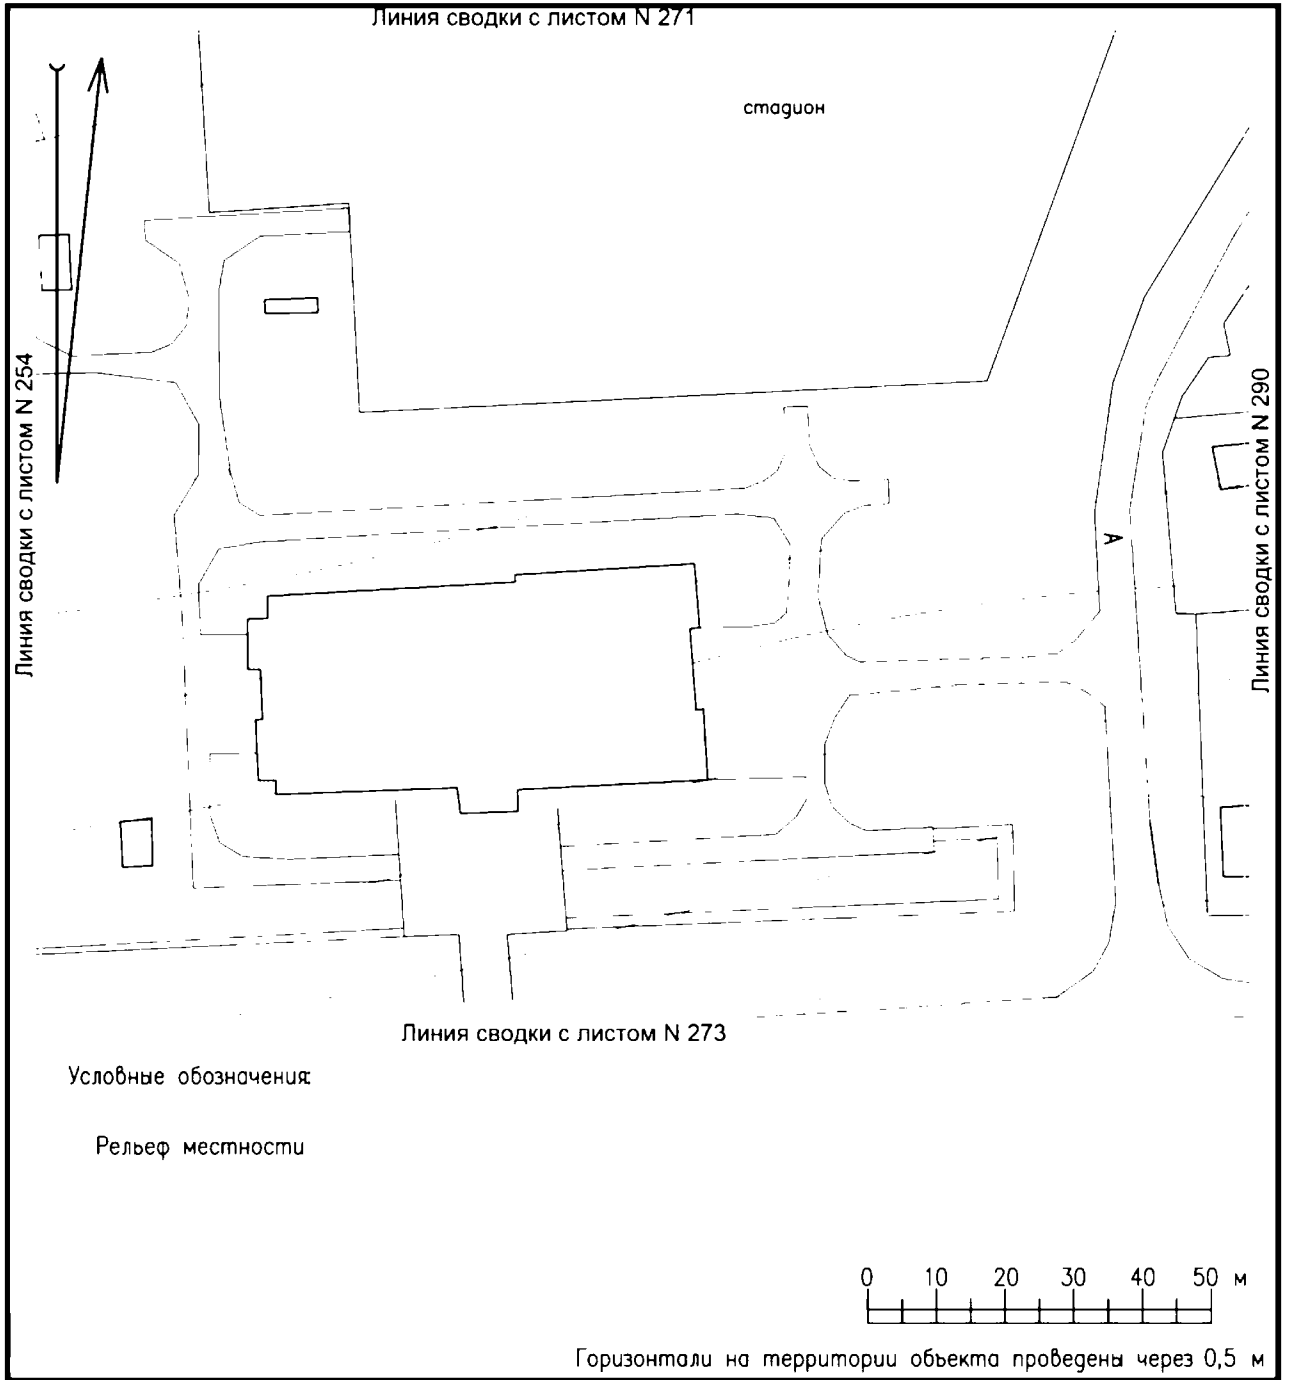 Линия сводки с листом N 271
стадион
Линия сводки с листом N 254
Линия сводки с листом N 290
А
Линия сводки с листом N 273
Условные обозначения:
Рельеф местности
0 10 20 30 40 50 м
Горизонтали на территории объекта проведены через 0,5 м